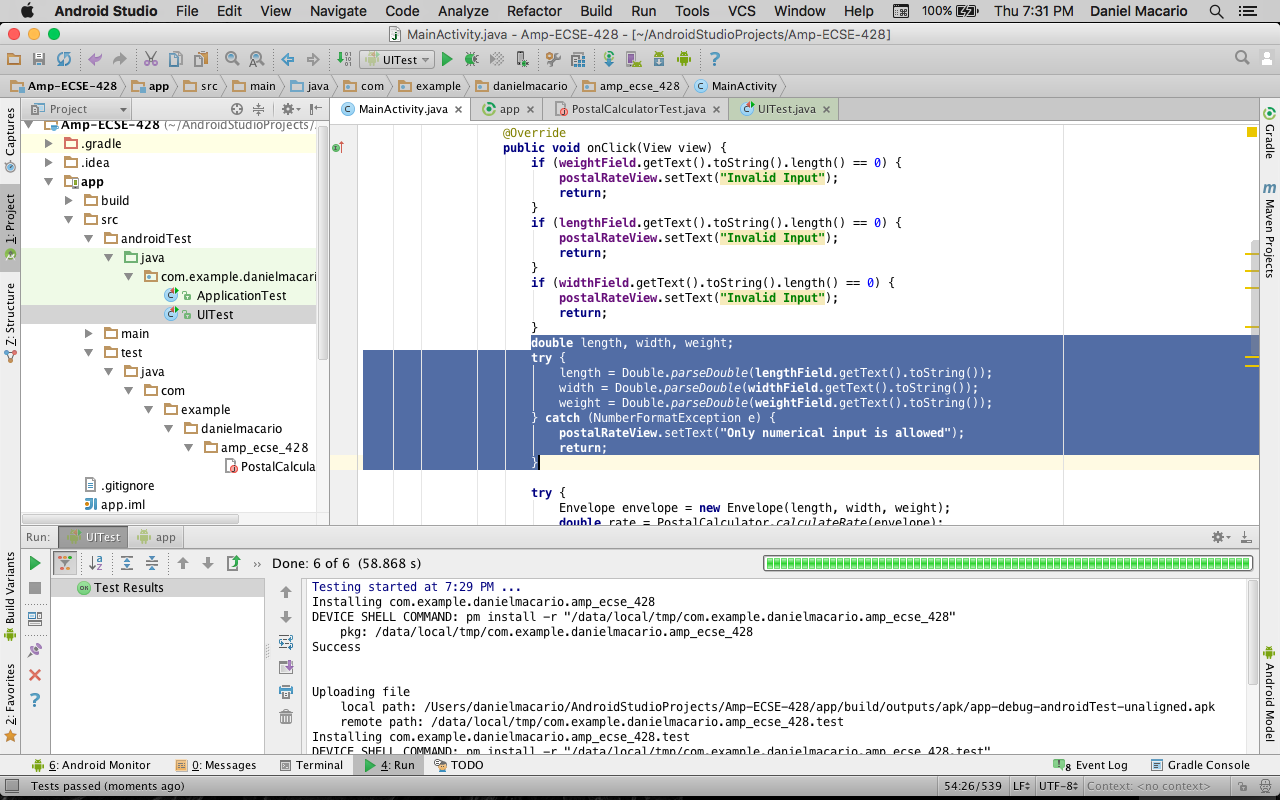 Android Studio File Edit View Navigate Code Analyze Refactor Build Run Tools VCS Window Help 100% Thu 7:31 PM Daniel Macario
MainActivity.java - Amp-ECSE-428 - [~/AndroidStudioProjects/Amp-ECSE-428]
UITest
Amp-ECSE-428 app src main java com example danielmacario amp_ecse_428 MainActivity
Captures
1: Project
Z: Structure
Build Variants
2: Favorites
Project
Amp-ECSE-428 (~/AndroidStudioProjects/
.gradle
.idea
app
build
src
androidTest
java
com.example.danielmacari
ApplicationTest
UITest
main
test
java
com
example
danielmacario
amp_ecse_428
PostalCalcula
.gitignore
app.iml
MainActivity.java app PostalCalculatorTest.java UITest.java
@Override
public void onClick(View view) {
if (weightField.getText().toString().length() == 0) {
postalRateView.setText("Invalid Input");
return;
}
if (lengthField.getText().toString().length() == 0) {
postalRateView.setText("Invalid Input");
return;
}
if (widthField.getText().toString().length() == 0) {
postalRateView.setText("Invalid Input");
return;
}
double length, width, weight;
try {
length = Double.parseDouble(lengthField.getText().toString());
width = Double.parseDouble(widthField.getText().toString());
weight = Double.parseDouble(weightField.getText().toString());
} catch (NumberFormatException e) {
postalRateView.setText("Only numerical input is allowed");
return;
}
try {
Envelope envelope = new Envelope(length, width, weight);
double rate = PostalCalculator.calculateRate(envelope);
Gradle
Maven Projects
Android Model
Run: UITest app
Done: 6 of 6 (58.868 s)
Test Results
Testing started at 7:29 PM ...
Installing com.example.danielmacario.amp_ecse_428
DEVICE SHELL COMMAND: pm install -r "/data/local/tmp/com.example.danielmacario.amp_ecse_428"
pkg: /data/local/tmp/com.example.danielmacario.amp_ecse_428
Success
Uploading file
local path: /Users/danielmacario/AndroidStudioProjects/Amp-ECSE-428/app/build/outputs/apk/app-debug-androidTest-unaligned.apk
remote path: /data/local/tmp/com.example.danielmacario.amp_ecse_428.test
Installing com.example.danielmacario.amp_ecse_428.test
DEVICE SHELL COMMAND: pm install -r "/data/local/tmp/com.example.danielmacario.amp_ecse_428.test"
6: Android Monitor 0: Messages Terminal 4: Run TODO 8 Event Log Gradle Console
Tests passed (moments ago) 54:26/539 LF UTF-8 Context: <no context>